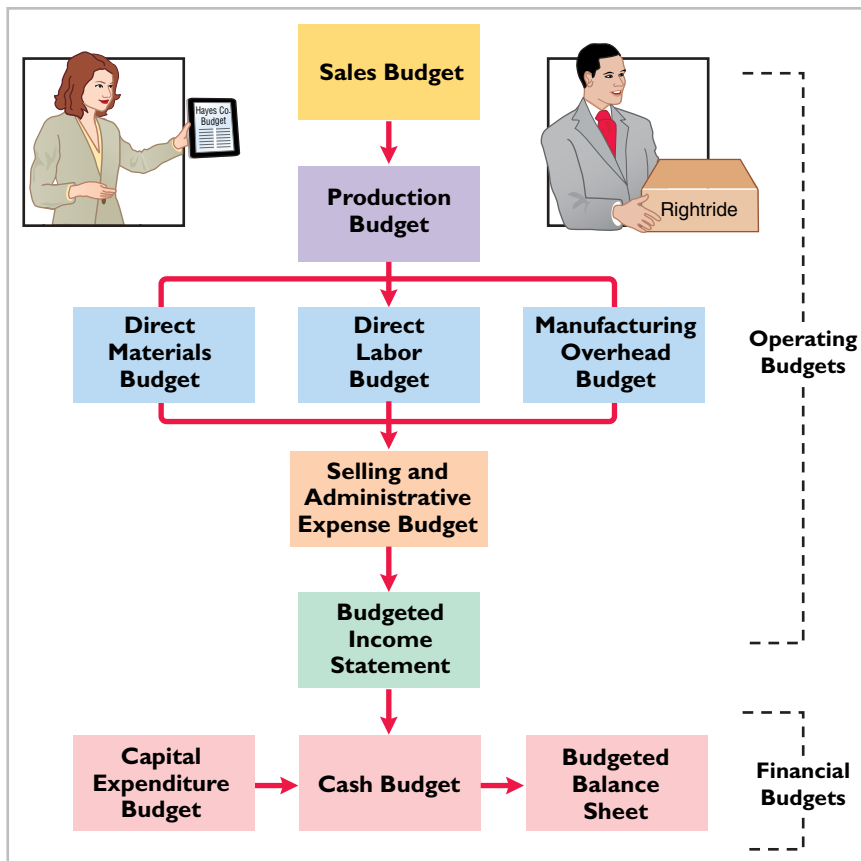 Hayes Co.
Budget
Sales Budget
Rightride
Production
Budget
Direct
Materials
Budget
Direct
Labor
Budget
Manufacturing
Overhead
Budget
Operating
Budgets
Selling and
Administrative
Expense Budget
Budgeted
Income
Statement
Capital
Expenditure
Budget
Cash Budget
Budgeted
Balance
Sheet
Financial
Budgets